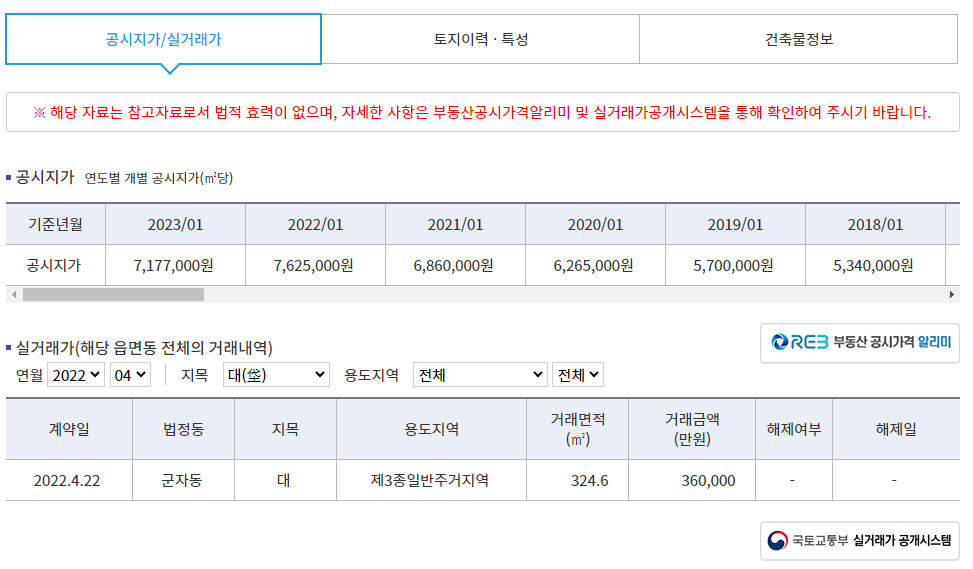 공시지가/실거래가 토지이력 · 특성 건축물정보
※ 해당 자료는 참고자료로서 법적 효력이 없으며, 자세한 사항은 부동산공시가격알리미 및 실거래가공개시스템을 통해 확인하여 주시기 바랍니다.
공시지가 연도별 개별 공시지가(㎡당)
기준년월 2023/01 2022/01 2021/01 2020/01 2019/01 2018/01
공시지가 7,177,000원 7,625,000원 6,860,000원 6,265,000원 5,700,000원 5,340,000원
실거래가(해당 읍면동 전체의 거래내역)
REB 부동산 공시가격 알리미
연월 2022 04 지목 대(垈) 용도지역 전체 전체
계약일 법정동 지목 용도지역 거래면적 (㎡) 거래금액 (만원) 해제여부 해제일
2022.4.22 군자동 대 제3종일반주거지역 324.6 360,000 - -
국토교통부 실거래가 공개시스템